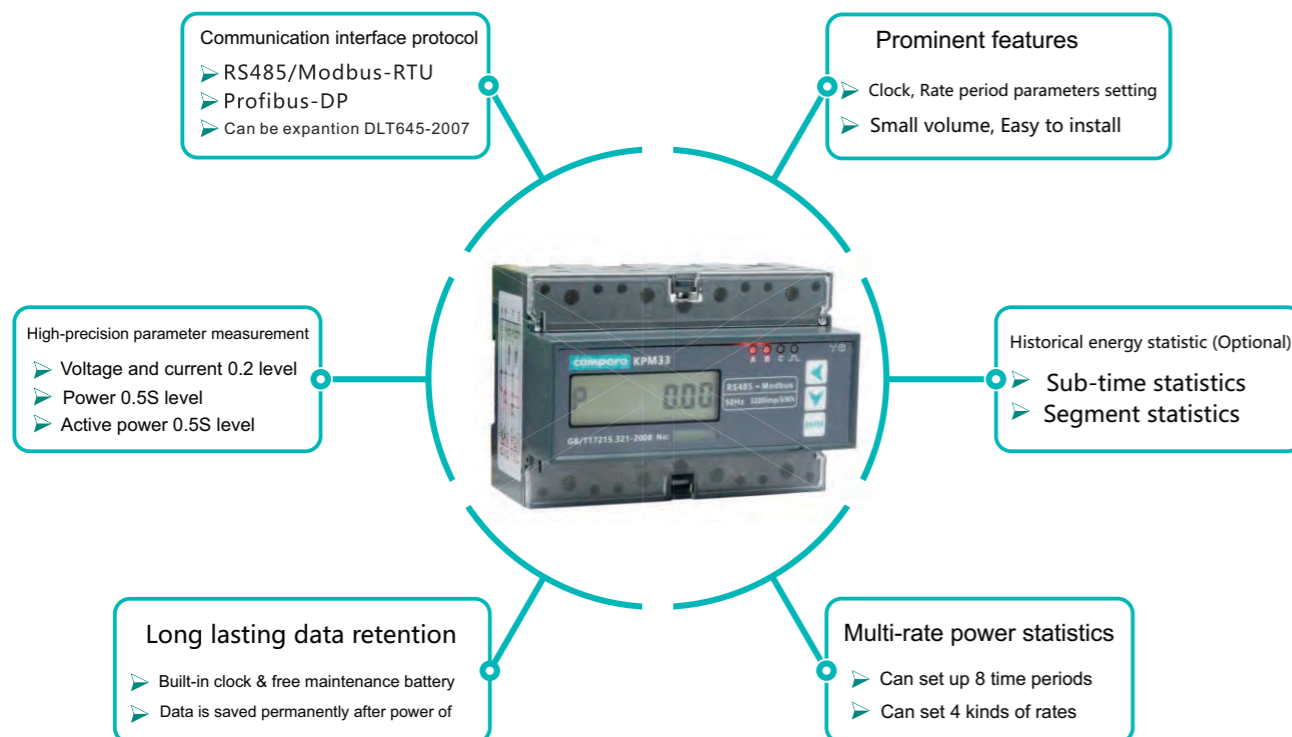 Communication interface protocol
RS485/Modbus-RTU
Profibus-DP
Can be expantion DLT645-2007
Prominent features
Clock, Rate period parameters setting
Small volume, Easy to install
High-precision parameter measurement
Voltage and current 0.2 level
Power 0.5S level
Active power 0.5S level
compere KPM33
A B C
RS485 - Modbus
50Hz 3200imp/kWh
P 0.00
ENTER
GB/T17215.321-2008 No:
Historical energy statistic (Optional)
Sub-time statistics
Segment statistics
Long lasting data retention
Built-in clock & free maintenance battery
Data is saved permanently after power of
Multi-rate power statistics
Can set up 8 time periods
Can set 4 kinds of rates